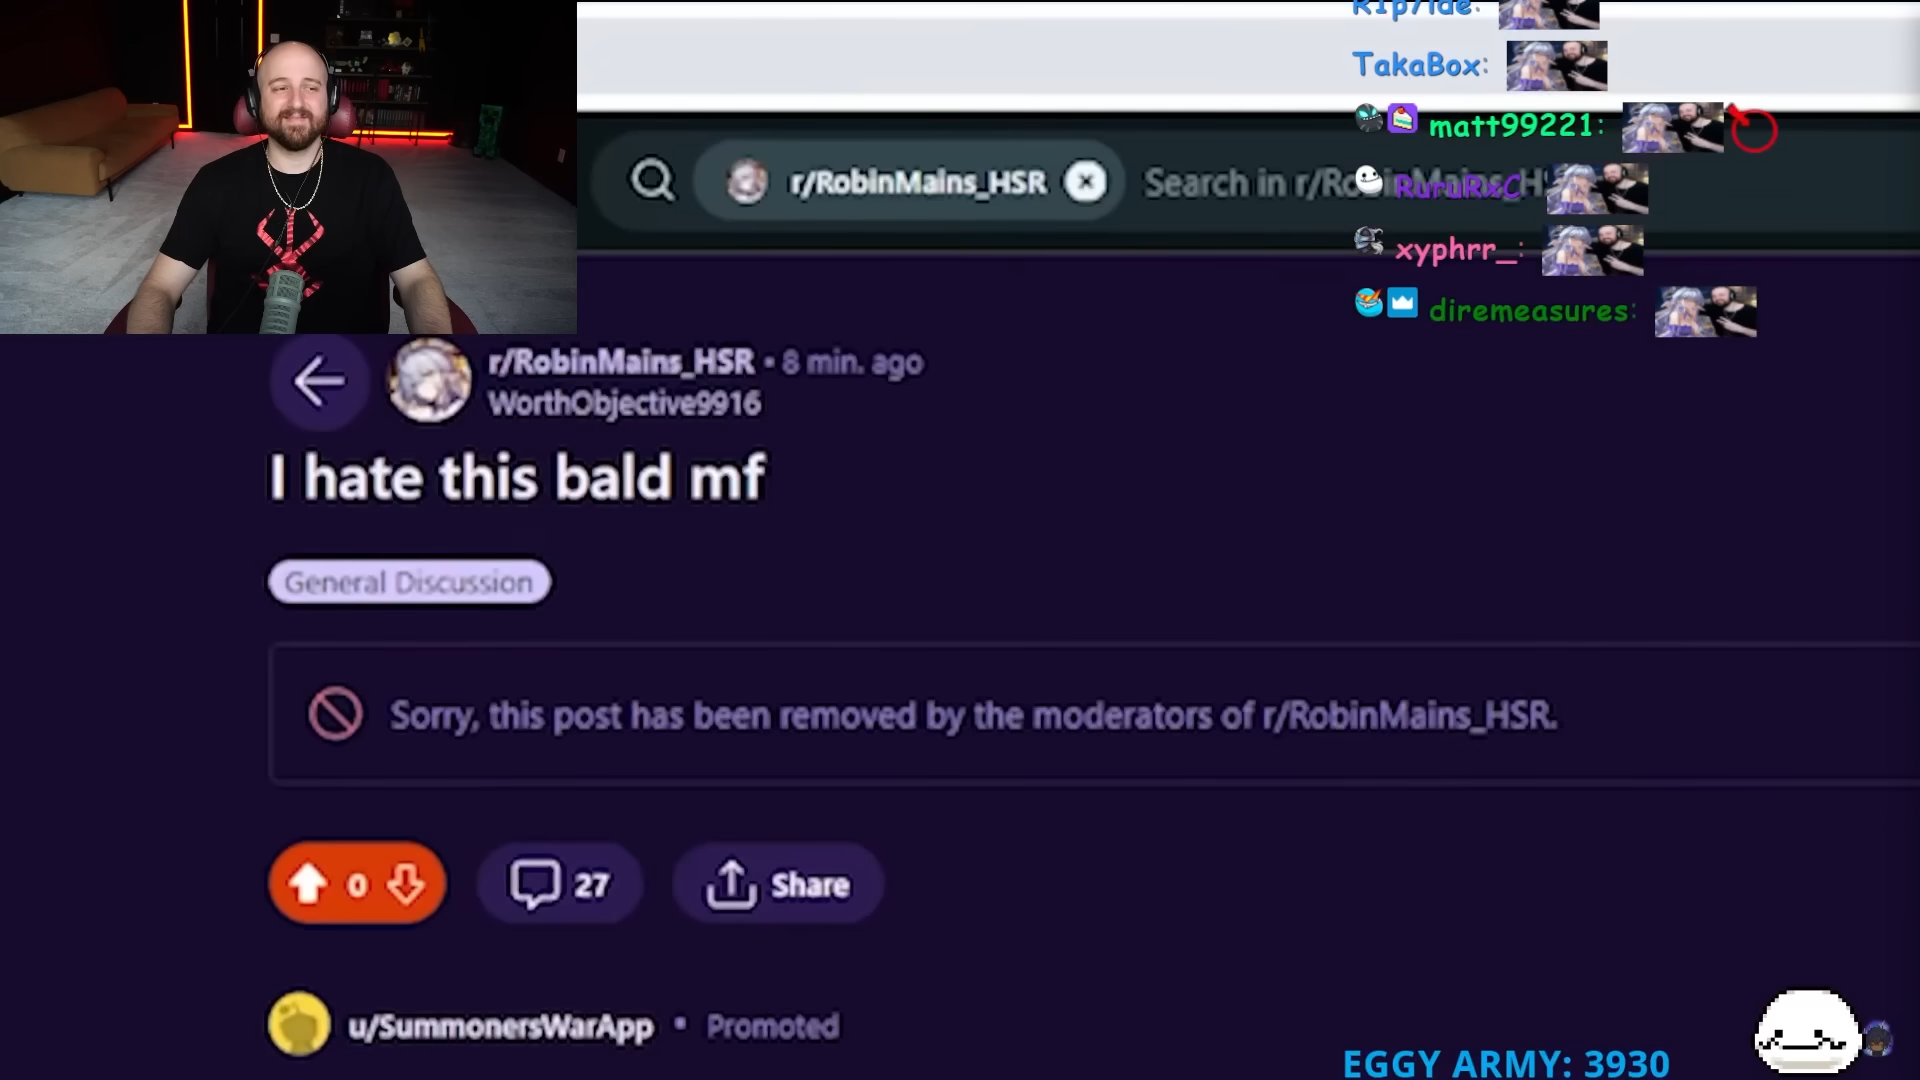 TakaBox:
r/RobinMains_HSR
matt99221:
RuruRxC
xyphrr_:
diremeasures:
r/RobinMains_HSR • 8 min. ago
WorthObjective9916
I hate this bald mf
General Discussion
Sorry, this post has been removed by the moderators of r/RobinMains_HSR.
0
27
Share
u/SummonersWarApp • Promoted
EGGY ARMY: 3930